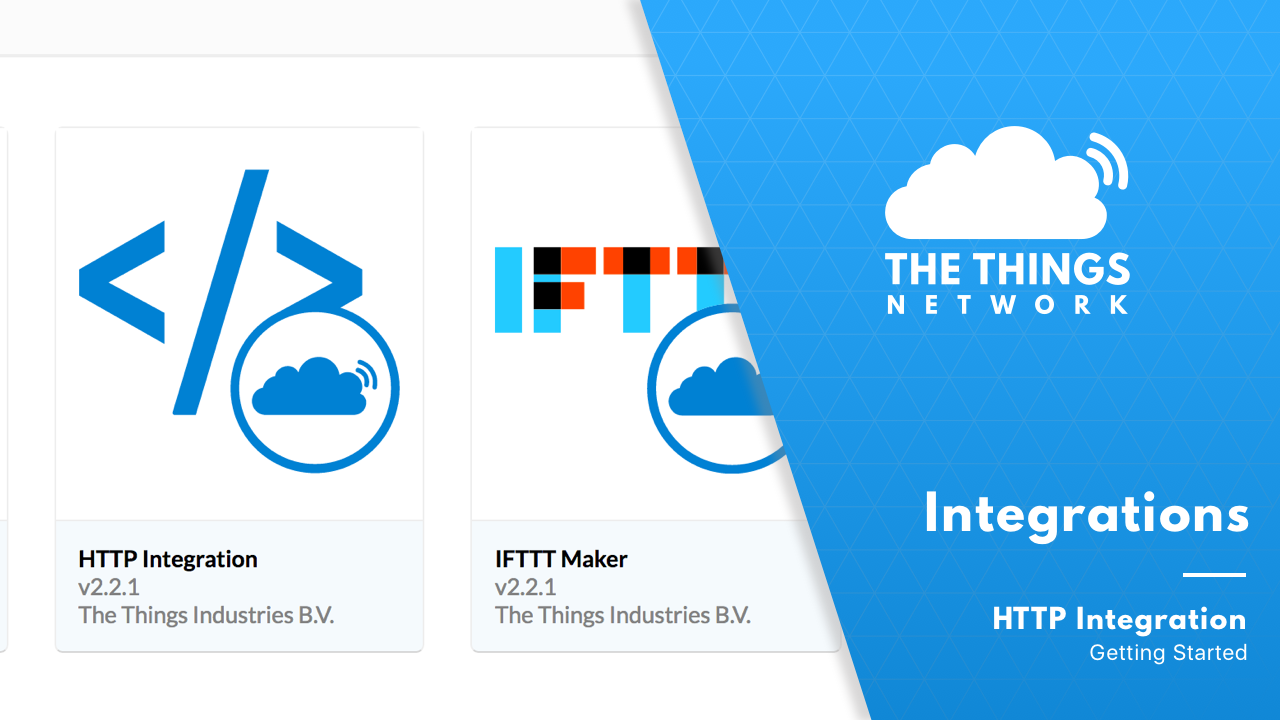 HTTP Integration
v2.2.1
The Things Industries B.V.
IFTTT Maker
v2.2.1
The Things Industries B.V.
THE THINGS
NETWORK
Integrations
HTTP Integration
Getting Started